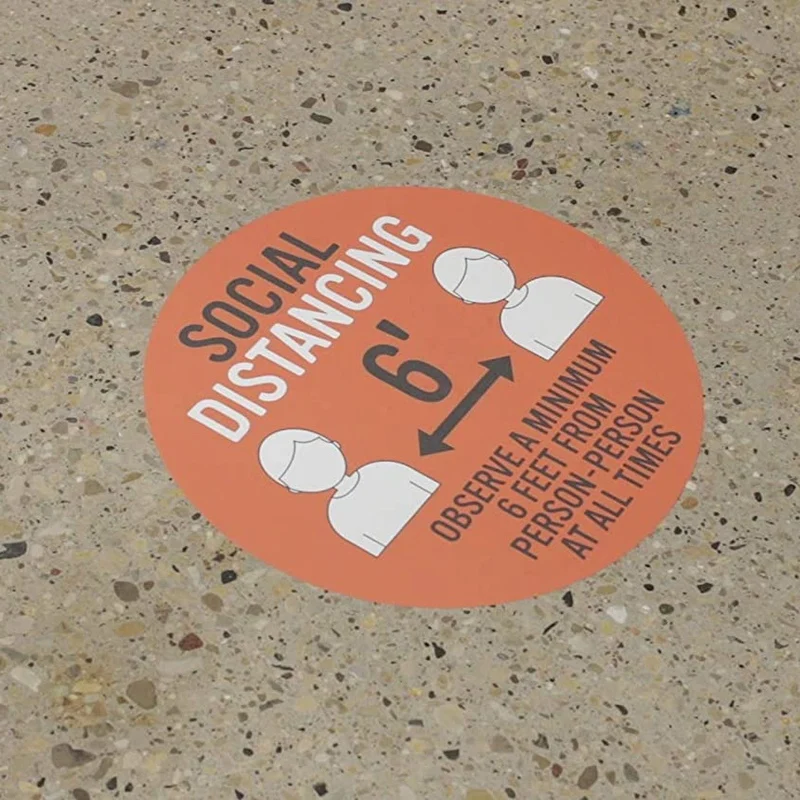 SOCIAL
DISTANCING
6'
OBSERVE A MINIMUM
6 FEET FROM
PERSON-PERSON
AT ALL TIMES